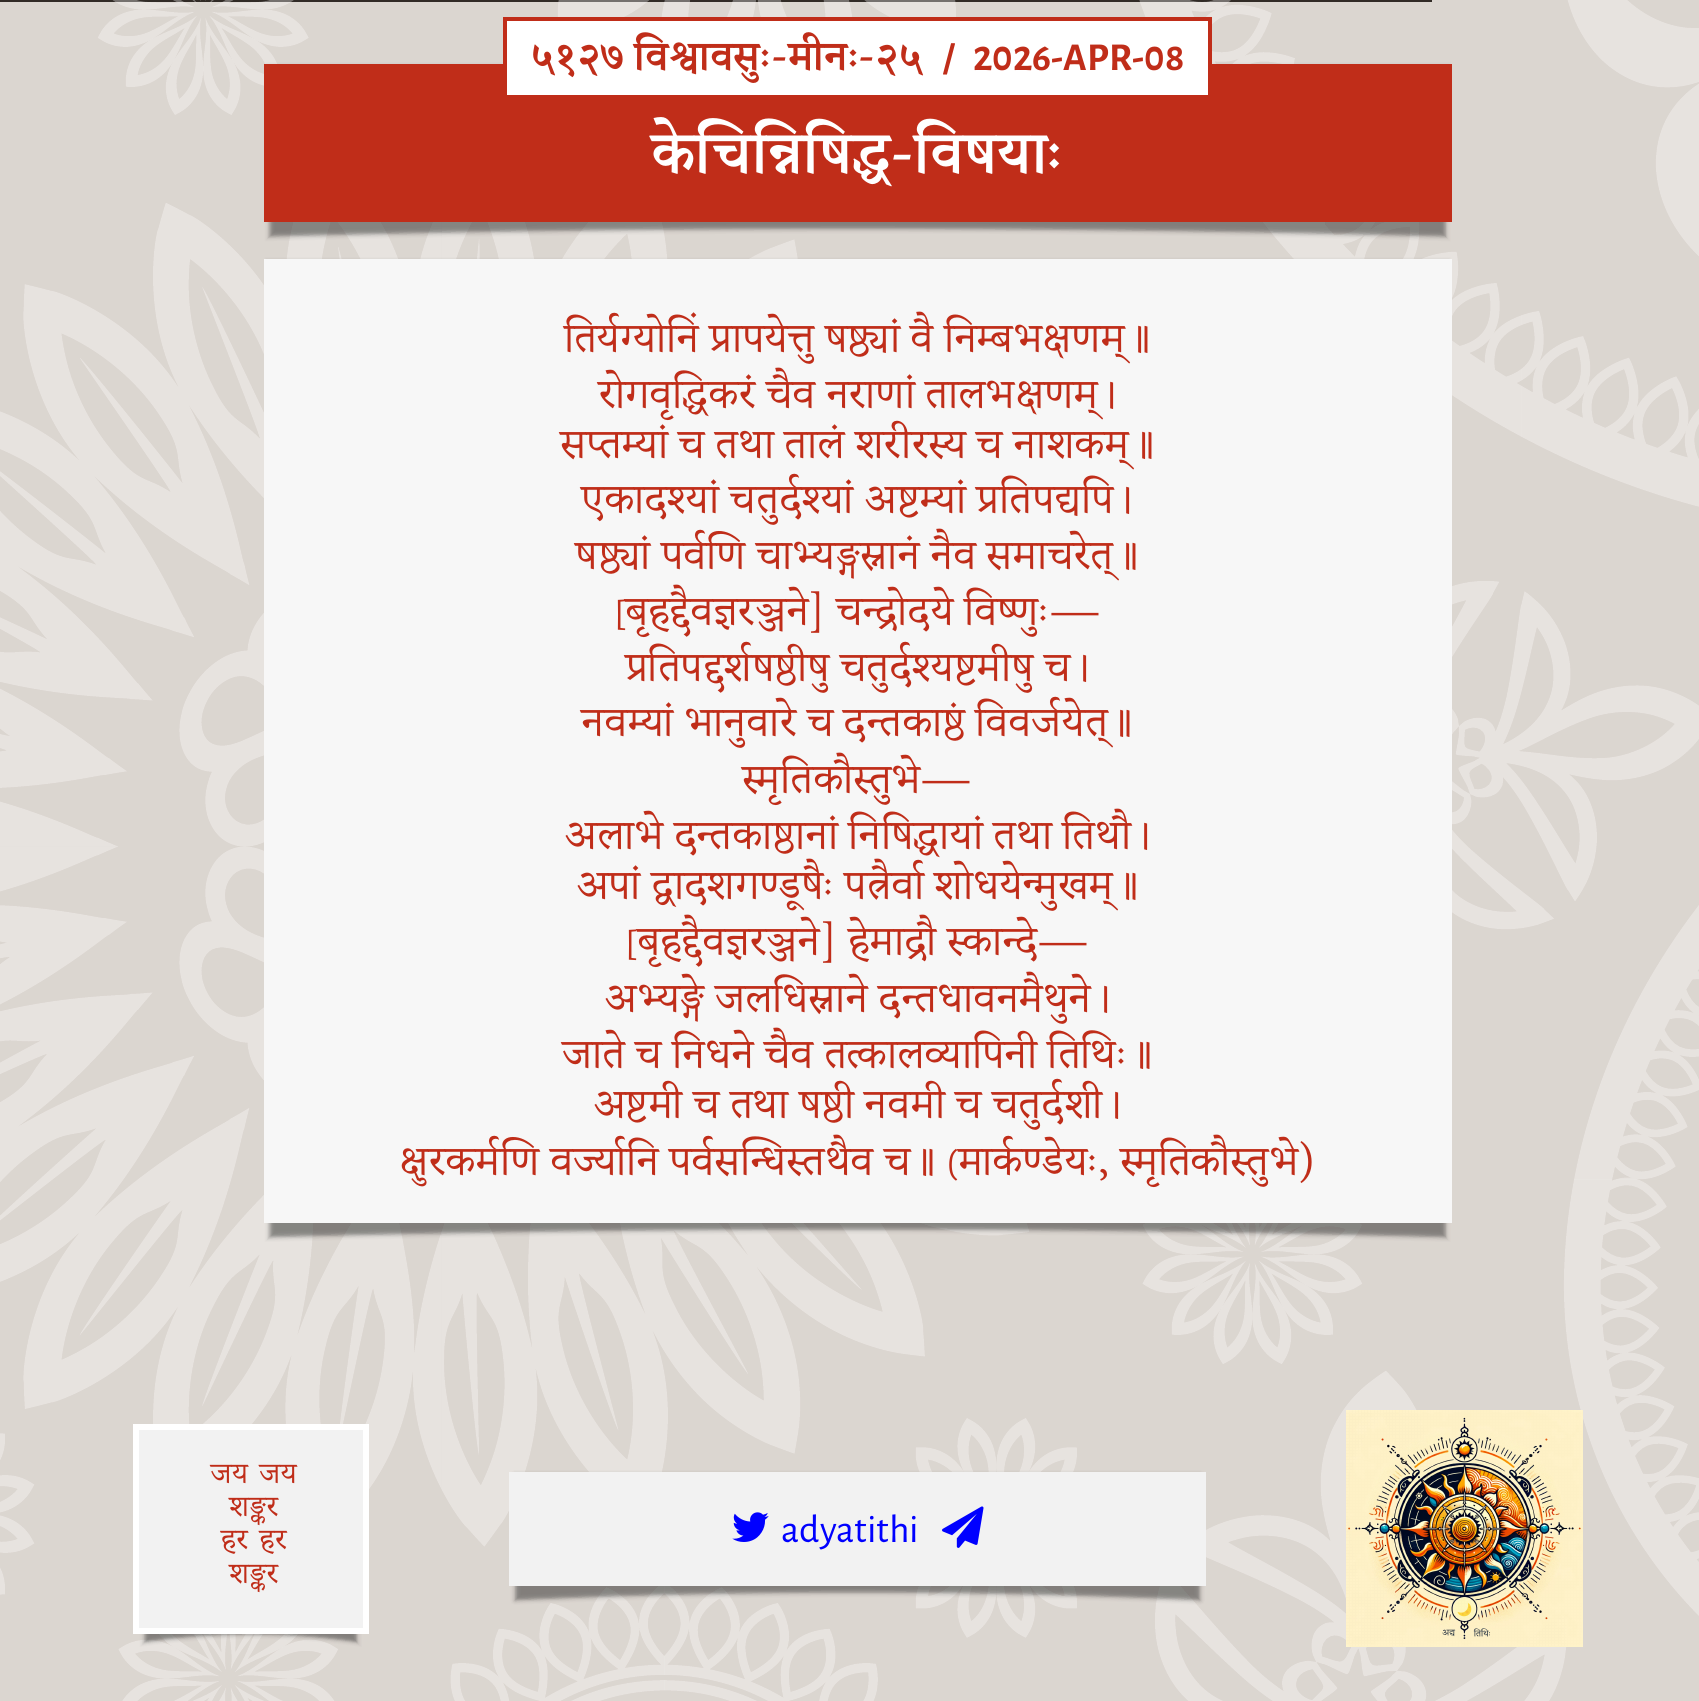 ५१२७ विश्वावसुः-मीनः-२५ / 2026-APR-08
केचिन्निषिद्ध-विषयाः
तिर्यग्योनिं प्रापयेत्तु षष्ठ्यां वै निम्बभक्षणम्॥
रोगवृद्धिकरं चैव नराणां तालभक्षणम्।
सप्तम्यां च तथा तालं शरीरस्य च नाशकम्॥
एकादश्यां चतुर्दश्यां अष्टम्यां प्रतिपद्यपि।
षष्ठ्यां पर्वणि चाभ्यङ्गस्नानं नैव समाचरेत्॥
[बृहद्दैवज्ञरञ्जने] चन्द्रोदये विष्णुः—
प्रतिपद्दर्शषष्ठीषु चतुर्दश्यष्टमीषु च।
नवम्यां भानुवारे च दन्तकाष्ठं विवर्जयेत्॥
स्मृतिकौस्तुभे—
अलाभे दन्तकाष्ठानां निषिद्धायां तथा तिथौ।
अपां द्वादशगण्डूषैः पत्रैर्वा शोधयेन्मुखम्॥
[बृहद्दैवज्ञरञ्जने] हेमाद्रौ स्कान्दे—
अभ्यङ्गे जलधिस्नाने दन्तधावनमैथुने।
जाते च निधने चैव तत्कालव्यापिनी तिथिः॥
अष्टमी च तथा षष्ठी नवमी च चतुर्दशी।
क्षुरकर्मणि वर्ज्यानि पर्वसन्धिस्तथैव च॥ (मार्कण्डेयः, स्मृतिकौस्तुभे)
जय जय
शङ्कर
हर हर
शङ्कर
adyatithi
अद्य तिथिः